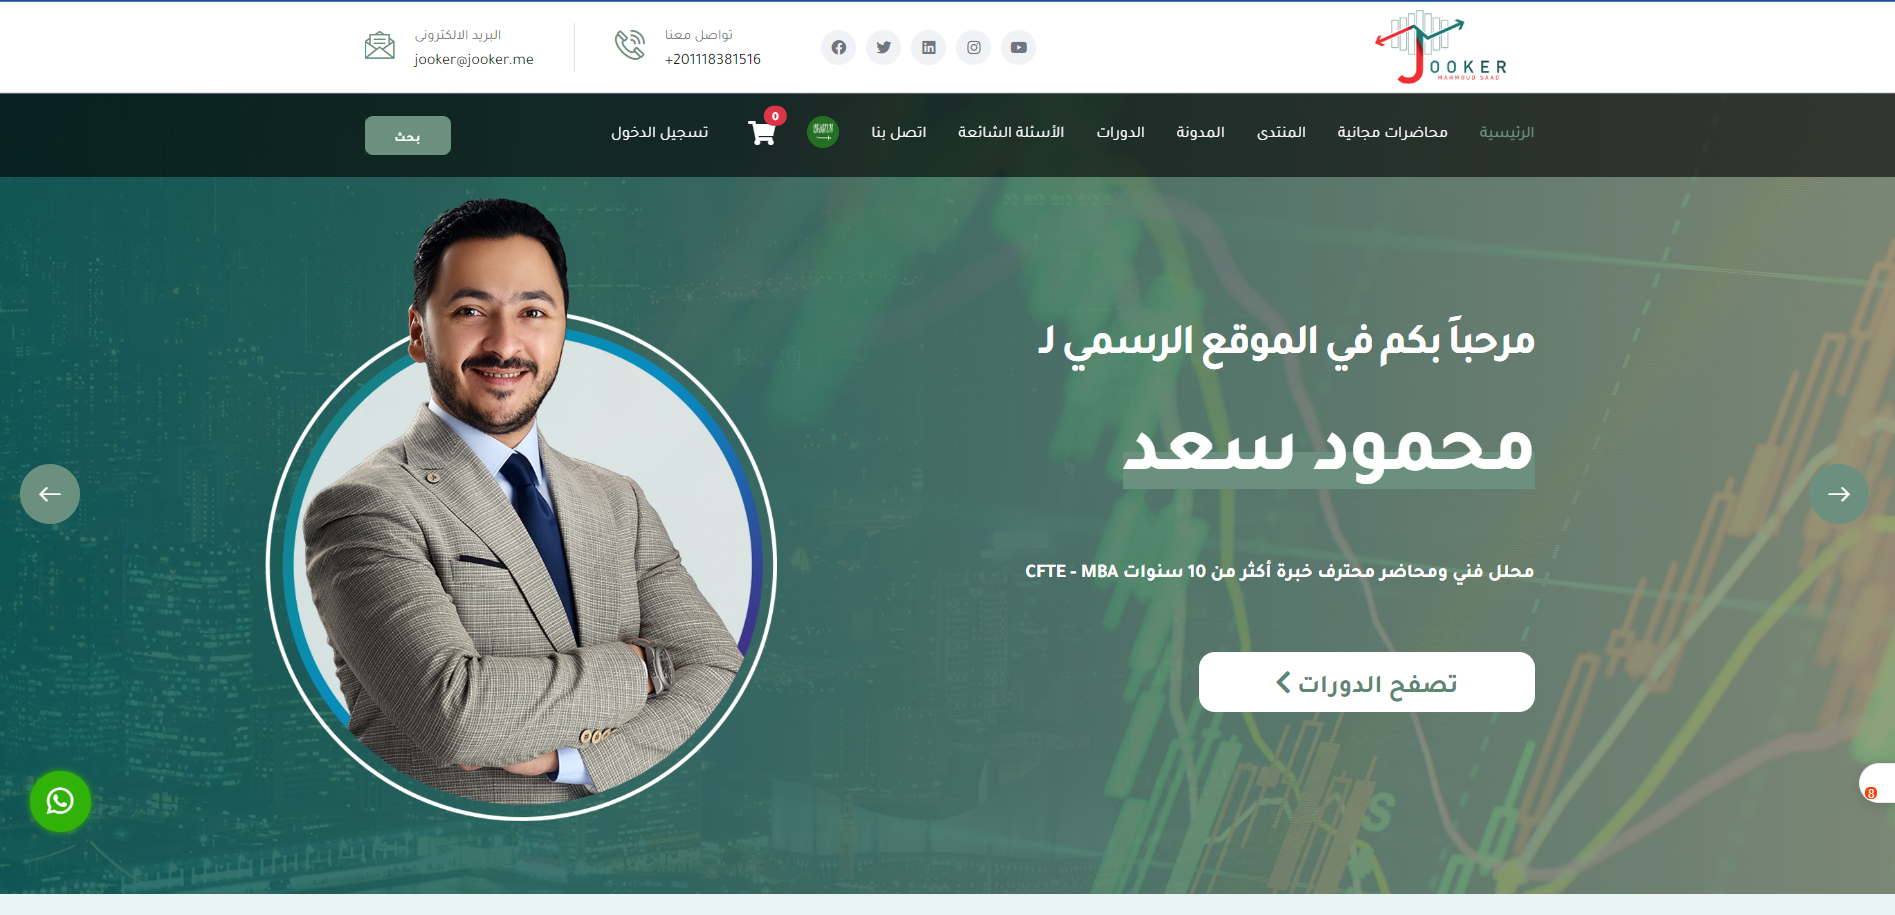 JOOKER
MAHMOUD SAAD
تواصل معنا
+201118381516
البريد الالكترونى
jooker@jooker.me
الرئيسية
محاضرات مجانية
المنتدى
المدونة
الدورات
الأسئلة الشائعة
اتصل بنا
0
تسجيل الدخول
بحث
مرحباَ بكم في الموقع الرسمي لـ
محمود سعد
محلل فني ومحاضر محترف خبرة أكثر من 10 سنوات CFTE - MBA
تصفح الدورات
8